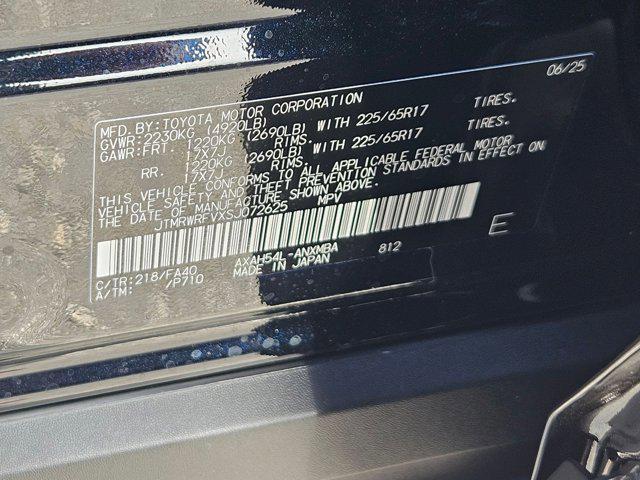 MFD.BY:TOYOTA MOTOR CORPORATION 06/25
GVWR:2230KG (4920LB)
GAWR:FRT. 1220KG (2690LB) WITH 225/65R17 TIRES.
17X7J RIMS.
RR. 1220KG (2690LB) WITH 225/65R17 TIRES.
17X7J RIMS.
THIS VEHICLE CONFORMS TO ALL APPLICABLE FEDERAL MOTOR
VEHICLE SAFETY AND THEFT PREVENTION STANDARDS IN EFFECT ON
THE DATE OF MANUFACTURE SHOWN ABOVE.
JTMRWRFVXSJ072625 MPV
E
C/TR:218/FA40 AXAH54L-ANXMBA 812
A/TM: /P710 MADE IN JAPAN